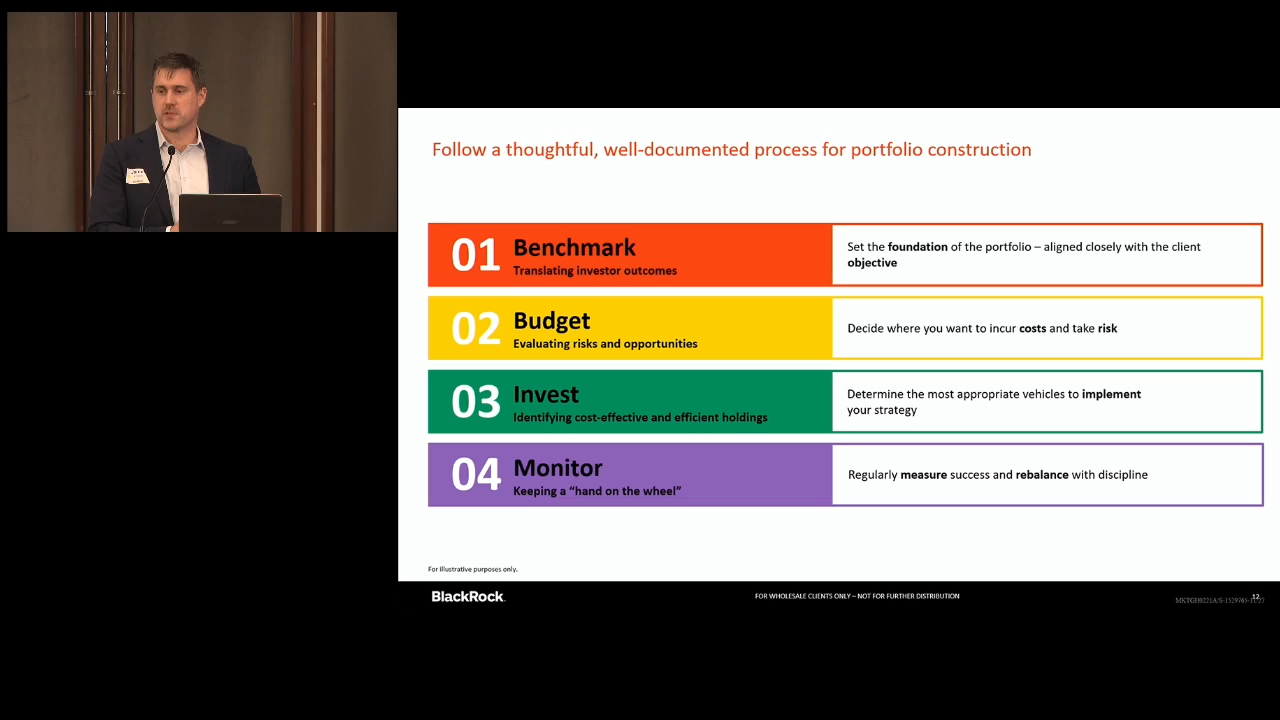 Follow a thoughtful, well-documented process for portfolio construction
01
Benchmark
Translating investor outcomes
Set the foundation of the portfolio – aligned closely with the client
objective
02
Budget
Evaluating risks and opportunities
Decide where you want to incur costs and take risk
03
Invest
Identifying cost-effective and efficient holdings
Determine the most appropriate vehicles to implement
your strategy
04
Monitor
Keeping a “hand on the wheel”
Regularly measure success and rebalance with discipline
For illustrative purposes only.
BlackRock.
FOR WHOLESALE CLIENTS ONLY – NOT FOR FURTHER DISTRIBUTION
12